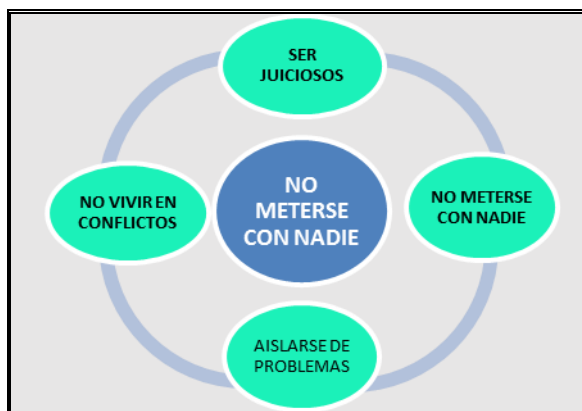 SER
JUICIOSOS
NO VIVIR EN
CONFLICTOS
NO
METERSE
CON NADIE
NO METERSE
CON NADIE
AISLARSE DE
PROBLEMAS